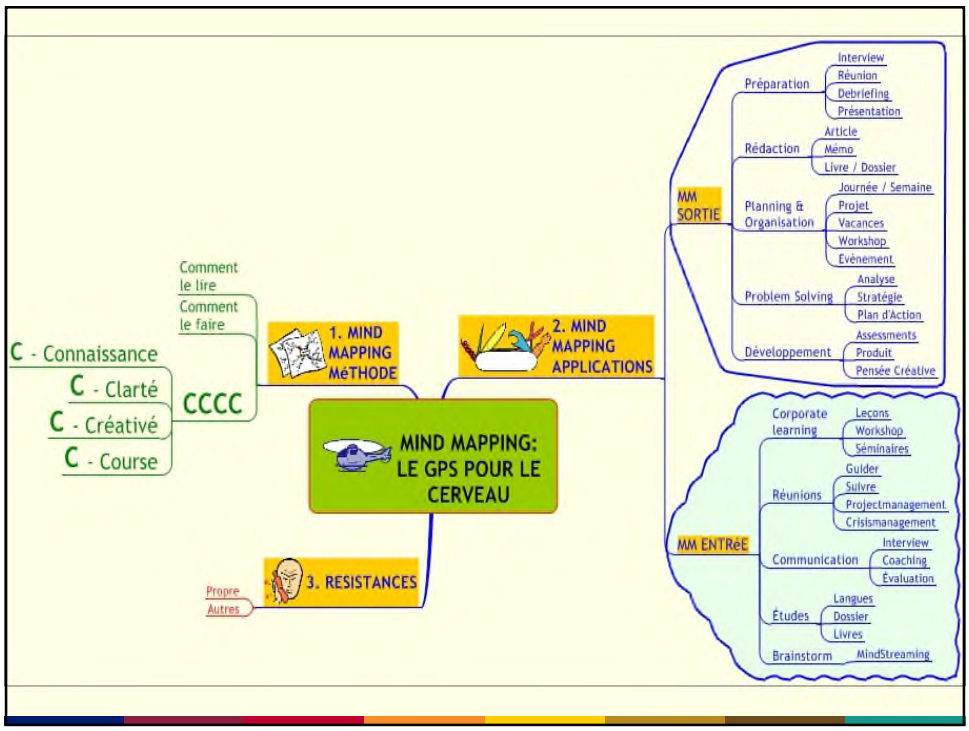 MIND MAPPING:
LE GPS POUR LE
CERVEAU
1. MIND
MAPPING
MéTHODE
Comment
le lire
Comment
le faire
CCCC
C - Connaissance
C - Clarté
C - Créativé
C - Course
2. MIND
MAPPING
APPLICATIONS
MM
SORTIE
Préparation
Interview
Réunion
Debriefing
Présentation
Rédaction
Article
Mémo
Livre / Dossier
Planning &
Organisation
Journée / Semaine
Projet
Vacances
Workshop
Evènement
Problem Solving
Analyse
Stratégie
Plan d'Action
Développement
Assessments
Produit
Pensée Créative
MM ENTRéE
Corporate
learning
Leçons
Workshop
Séminaires
Réunions
Guider
Suivre
Projectmanagement
Crisismanagement
Communication
Interview
Coaching
Évaluation
Études
Langues
Dossier
Livres
Brainstorm
MindStreaming
3. RESISTANCES
Propre
Autres